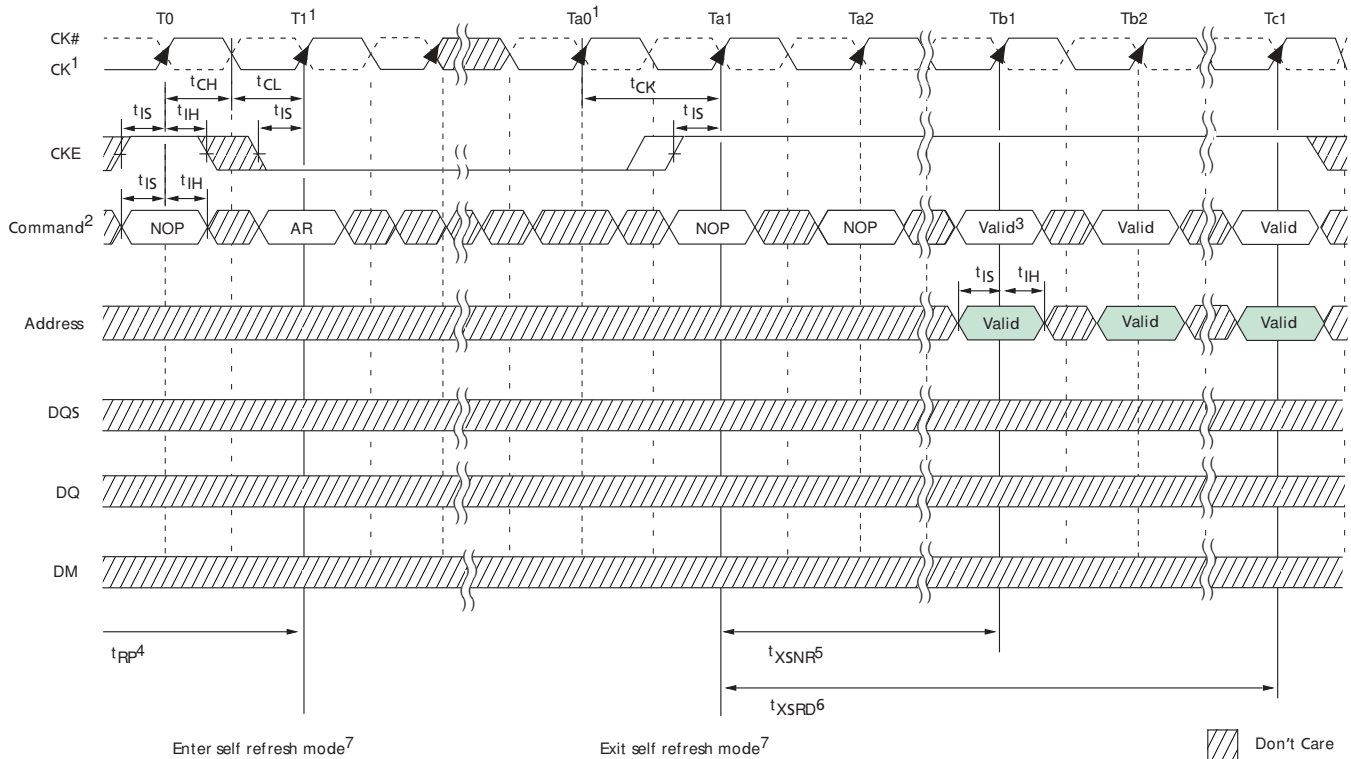 T0 T1¹ Ta0¹ Ta1 Ta2 Tb1 Tb2 Tc1
CK#
CK¹
tCH tCL tCK
tIS tIH tIS tIS
CKE
tIS tIH
Command² NOP AR NOP NOP Valid³ Valid Valid
tIS tIH
Address Valid Valid Valid
DQS
DQ
DM
tRP⁴ tXSNR⁵
tXSRD⁶
Enter self refresh mode⁷ Exit self refresh mode⁷ Don't Care